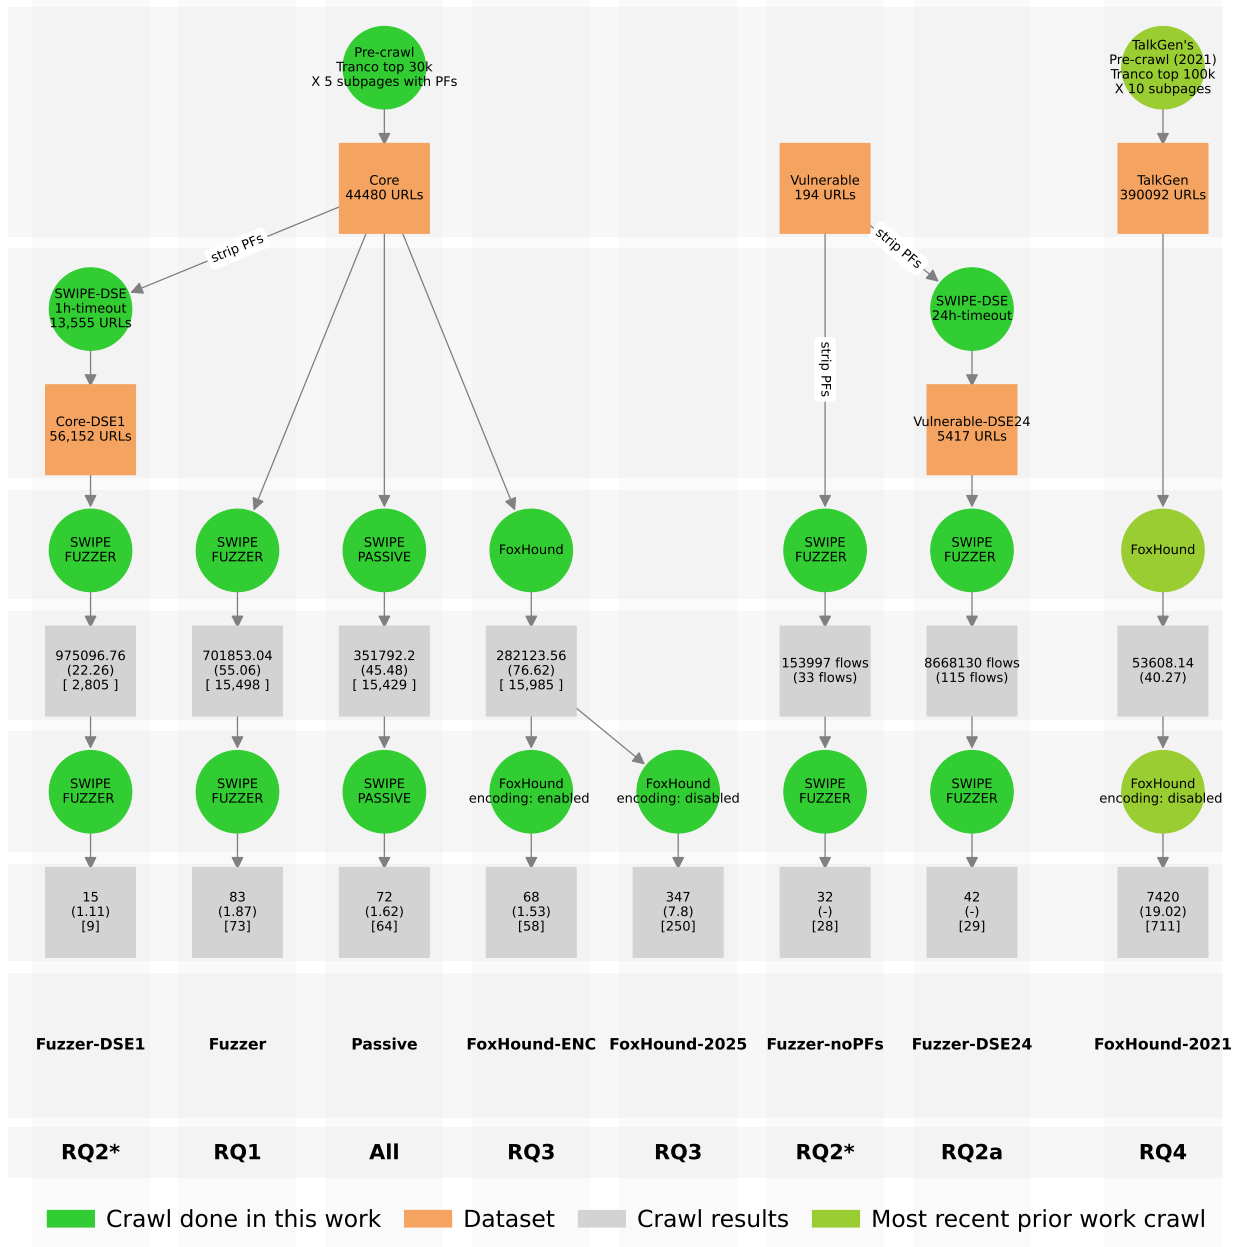 Pre-crawl
Tranco top 30k
X 5 subpages with PFs
TalkGen's
Pre-crawl (2021)
Tranco top 100k
X 10 subpages
Core
44480 URLs
Vulnerable
194 URLs
TalkGen
390092 URLs
strip PFs
strip PFs
strip PFs
SWIPE-DSE
1h-timeout
13,555 URLs
SWIPE-DSE
24h-timeout
Core-DSE1
56,152 URLs
Vulnerable-DSE24
5417 URLs
SWIPE
FUZZER
SWIPE
FUZZER
SWIPE
PASSIVE
FoxHound
SWIPE
FUZZER
SWIPE
FUZZER
FoxHound
975096.76
(22.26)
[ 2,805 ]
701853.04
(55.06)
[ 15,498 ]
351792.2
(45.48)
[ 15,429 ]
282123.56
(76.62)
[ 15,985 ]
153997 flows
(33 flows)
8668130 flows
(115 flows)
53608.14
(40.27)
SWIPE
FUZZER
SWIPE
FUZZER
SWIPE
PASSIVE
FoxHound
encoding: enabled
FoxHound
encoding: disabled
SWIPE
FUZZER
SWIPE
FUZZER
FoxHound
encoding: disabled
15
(1.11)
[9]
83
(1.87)
[73]
72
(1.62)
[64]
68
(1.53)
[58]
347
(7.8)
[250]
32
(-)
[28]
42
(-)
[29]
7420
(19.02)
[711]
Fuzzer-DSE1
Fuzzer
Passive
FoxHound-ENC
FoxHound-2025
Fuzzer-noPFs
Fuzzer-DSE24
FoxHound-2021
RQ2*
RQ1
All
RQ3
RQ3
RQ2*
RQ2a
RQ4
Crawl done in this work
Dataset
Crawl results
Most recent prior work crawl